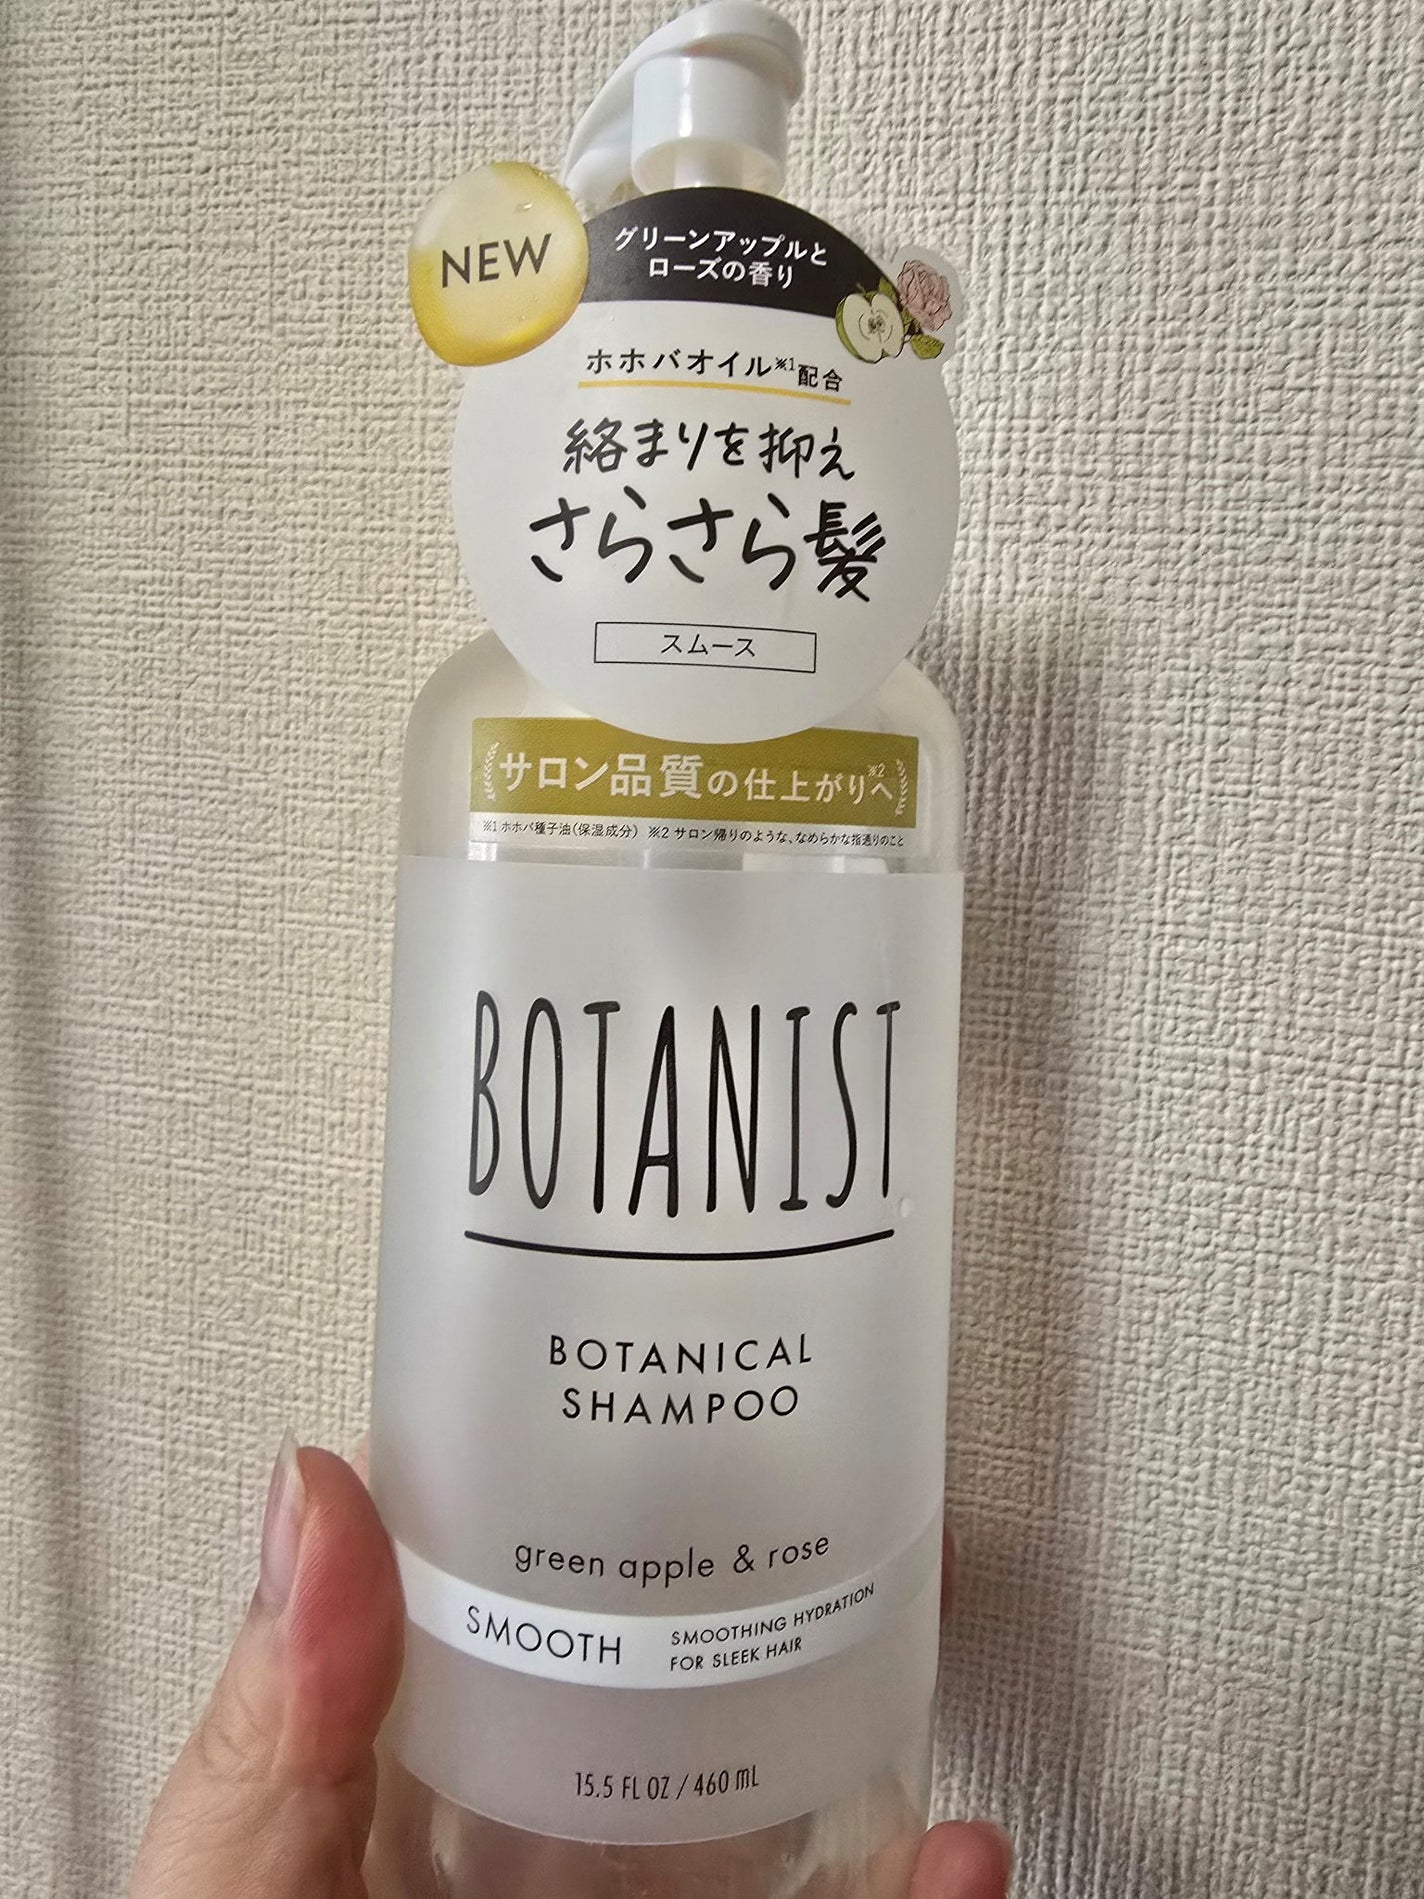 NEW
グリーンアップルと
ローズの香り
ホホバオイル※1配合
絡まりを抑え
さらさら髪
スムース
サロン品質の仕上がりへ※2
※1 ホホバ種子油(保湿成分) ※2 サロン帰りのような、なめらかな指通りのこと
BOTANIST
BOTANICAL
SHAMPOO
green apple & rose
SMOOTH
SMOOTHING HYDRATION
FOR SLEEK HAIR
15.5 FL OZ / 460 mL